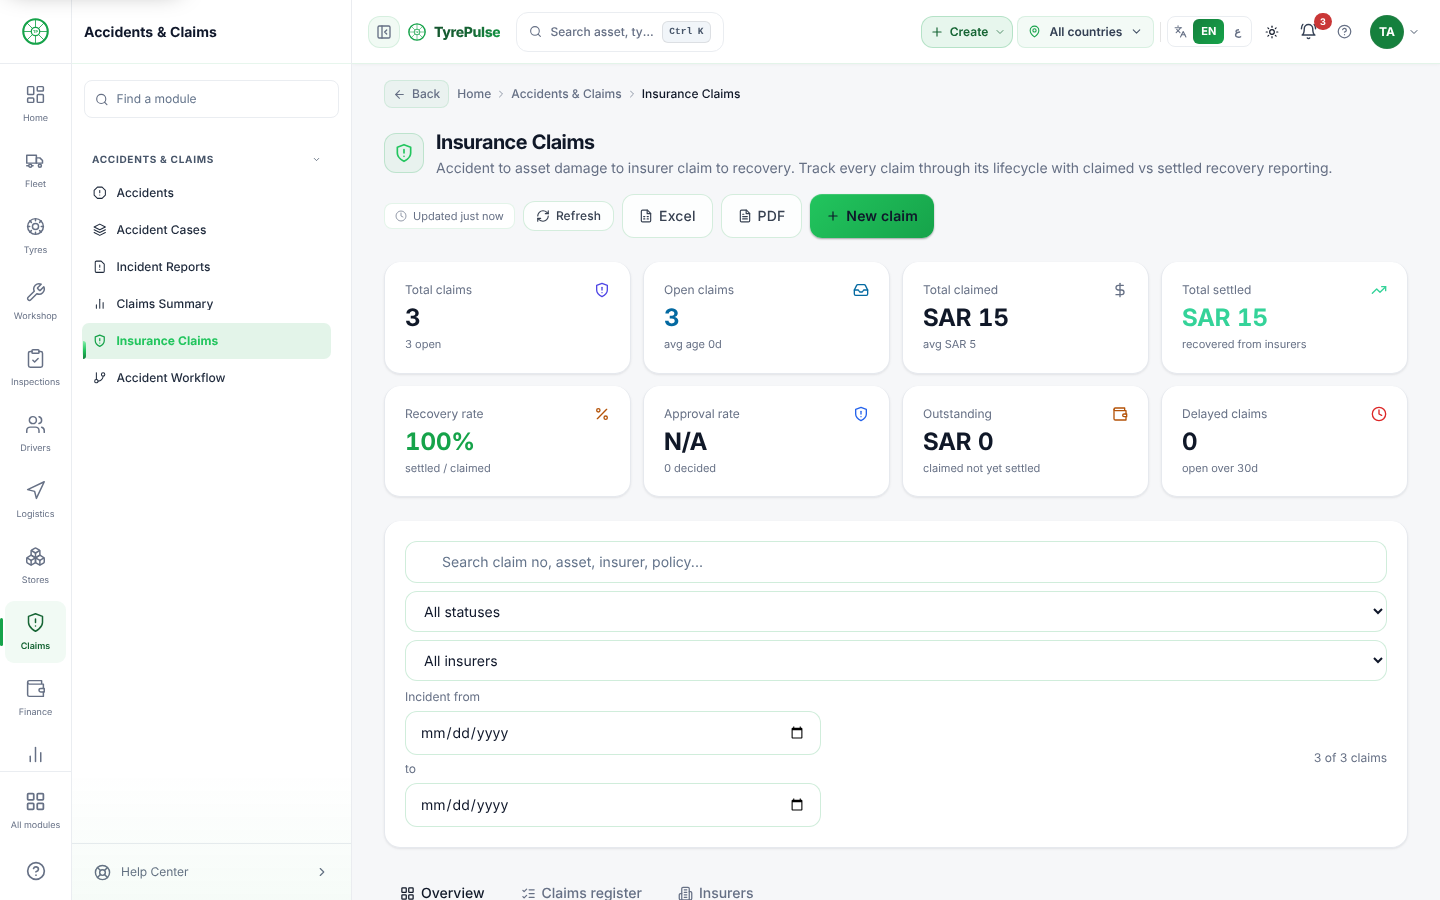 Accidents & Claims
TyrePulse
Search asset, ty...
Ctrl K
Create
All countries
EN
ع
3
TA
Home
Fleet
Tyres
Workshop
Inspections
Drivers
Logistics
Stores
Claims
Finance
All modules
Find a module
ACCIDENTS & CLAIMS
Accidents
Accident Cases
Incident Reports
Claims Summary
Insurance Claims
Accident Workflow
Help Center
Back
Home
Accidents & Claims
Insurance Claims
Insurance Claims
Accident to asset damage to insurer claim to recovery. Track every claim through its lifecycle with claimed vs settled recovery reporting.
Updated just now
Refresh
Excel
PDF
New claim
Total claims
3
3 open
Open claims
3
avg age 0d
Total claimed
SAR 15
avg SAR 5
Total settled
SAR 15
recovered from insurers
Recovery rate
100%
settled / claimed
Approval rate
N/A
0 decided
Outstanding
SAR 0
claimed not yet settled
Delayed claims
0
open over 30d
Search claim no, asset, insurer, policy...
All statuses
All insurers
Incident from
mm/dd/yyyy
to
mm/dd/yyyy
3 of 3 claims
Overview
Claims register
Insurers